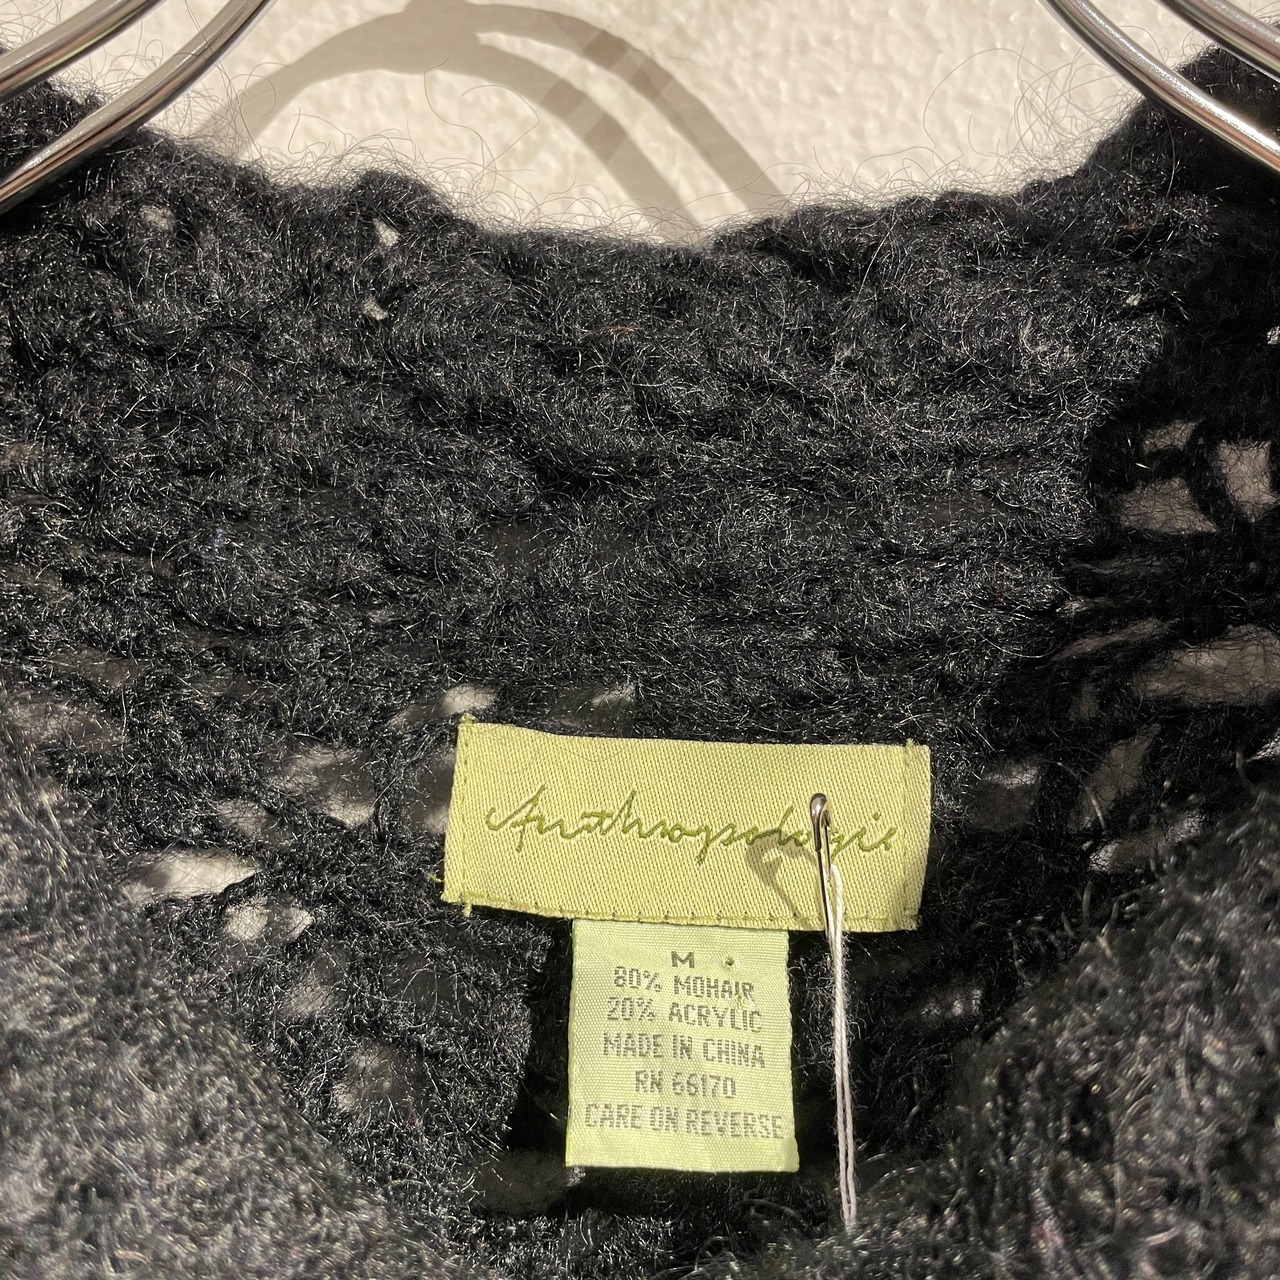 Anthropologie
M
80% MOHAIR
20% ACRYLIC
MADE IN CHINA
RN 66170
CARE ON REVERSE